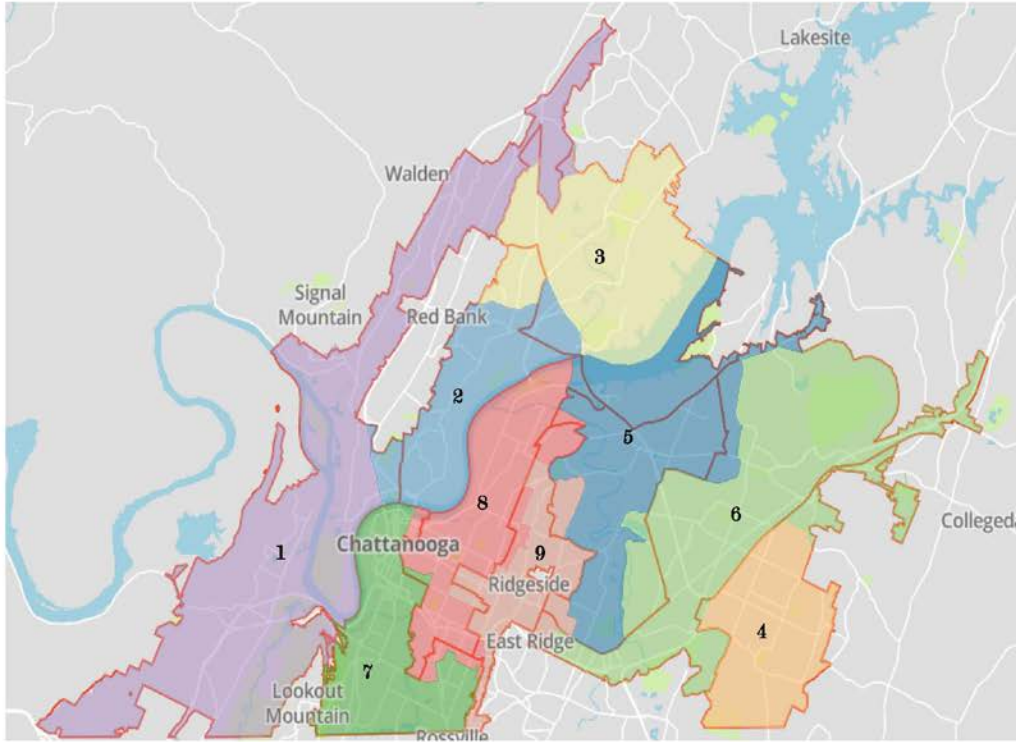 Lakesite
Walden
3
Signal
Mountain
Red Bank
2
5
8
6
Collegeda
Chattanooga
1
9
Ridgeside
4
East Ridge
7
Lookout
Mountain
Rossville